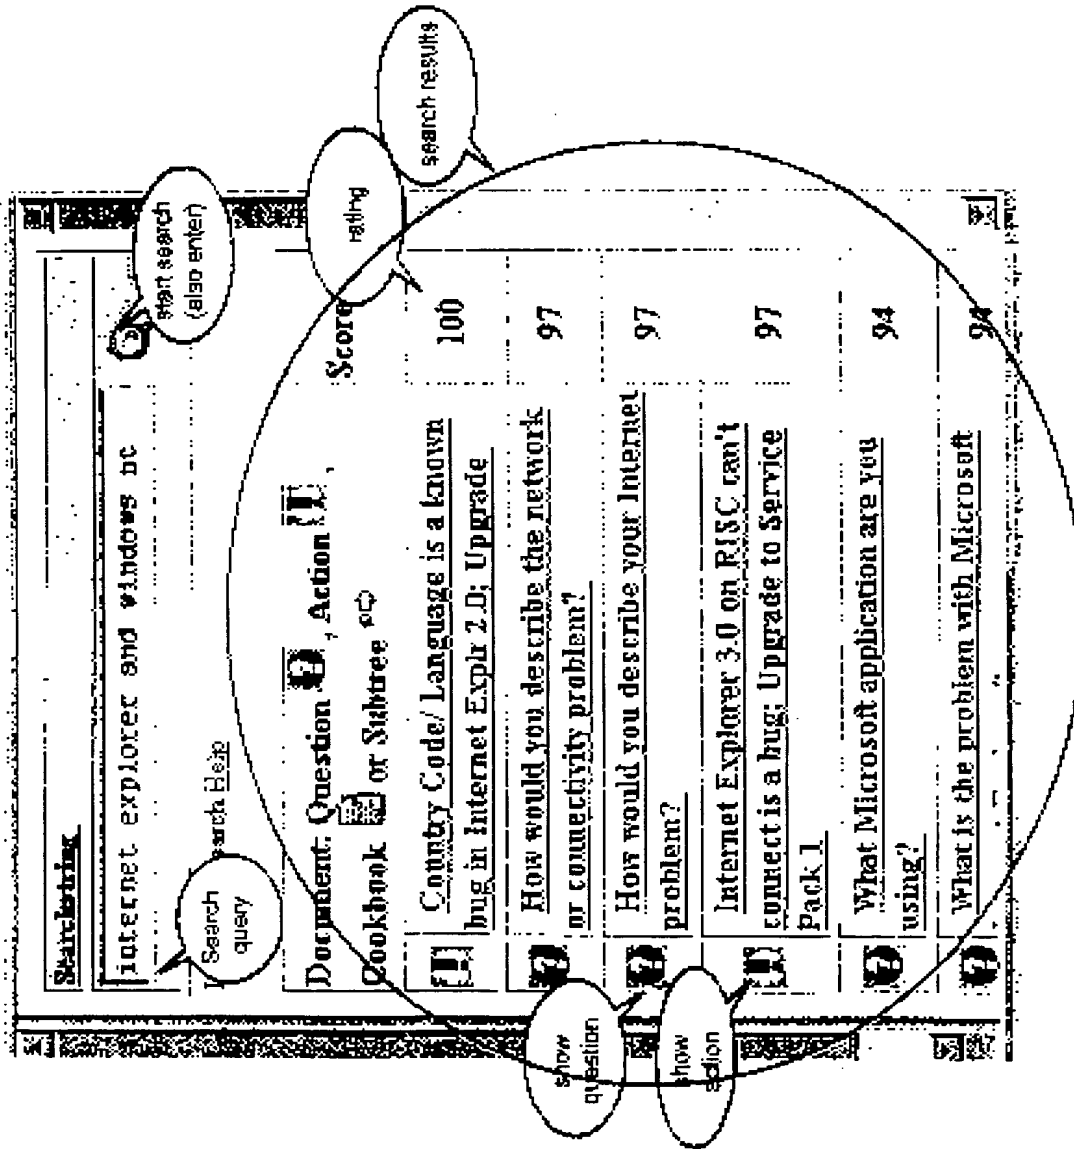 Searchstring
internet explorer and windows nt
start search
(also enter)
Search
query
arch Help
Document: Question , Action ,
Cookbook or Subtree
Score
rating
search results
Country Code/ Language is a known
bug in Internet Explr 2.0; Upgrade
100
How would you describe the network
or connectivity problem?
97
How would you describe your Internet
problem?
97
Internet Explorer 3.0 on RISC can't
connect is a bug; Upgrade to Service
Pack 1
97
What Microsoft application are you
using?
94
What is the problem with Microsoft
94
show
question
show
action